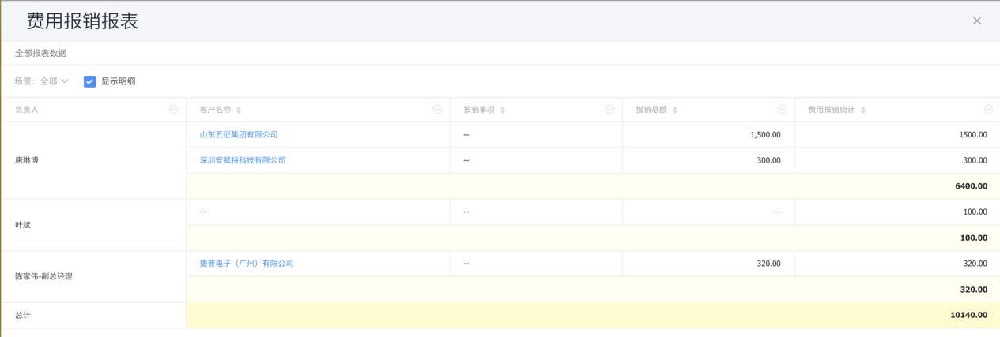 费用报销报表
全部报表数据
场景: 全部 显示明细
负责人 客户名称 报销事项 报销总额 费用报销统计
唐琳博
山东五征集团有限公司 -- 1,500.00 1500.00
深圳安赋特科技有限公司 -- 300.00 300.00
6400.00
叶斌
-- -- -- 100.00
100.00
陈家伟-副总经理
捷普电子（广州）有限公司 -- 320.00 320.00
320.00
总计 10140.00